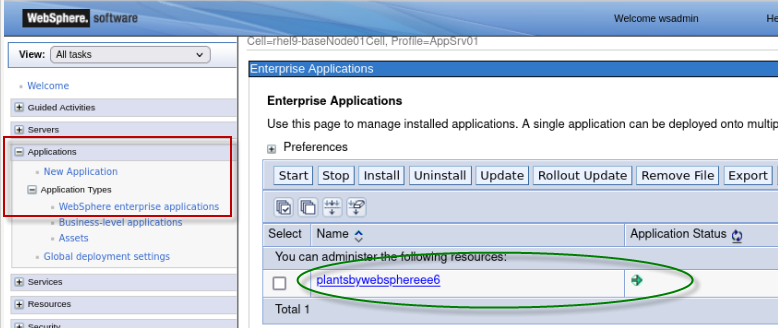 WebSphere. software
Welcome wsadmin
He
View: All tasks
Cell=rhel9-baseNode01Cell, Profile=AppSrv01
Welcome
Guided Activities
Servers
Applications
New Application
Application Types
WebSphere enterprise applications
Business-level applications
Assets
Global deployment settings
Services
Resources
Security
Enterprise Applications
Enterprise Applications
Use this page to manage installed applications. A single application can be deployed onto multip
Preferences
Start Stop Install Uninstall Update Rollout Update Remove File Export
Select Name Application Status
You can administer the following resources:
plantsbywebsphereee6
Total 1